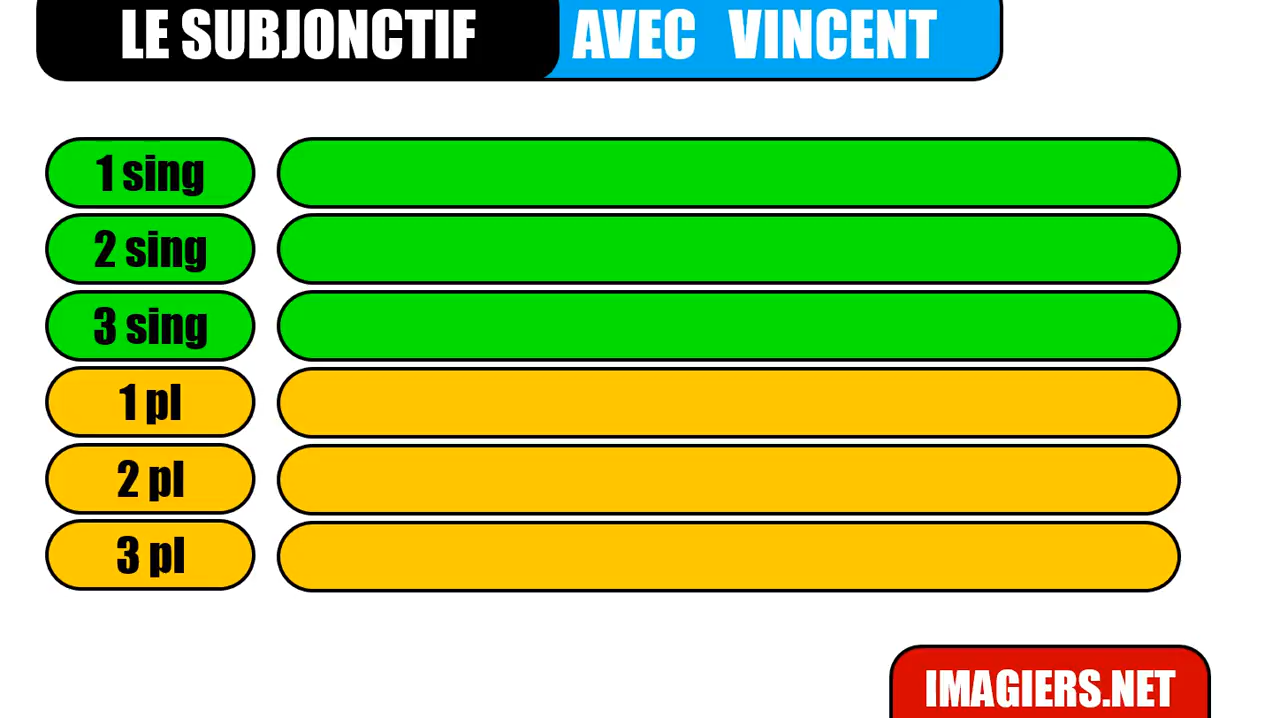 LE SUBJONCTIF AVEC VINCENT
1 sing
2 sing
3 sing
1 pl
2 pl
3 pl
IMAGIERS.NET